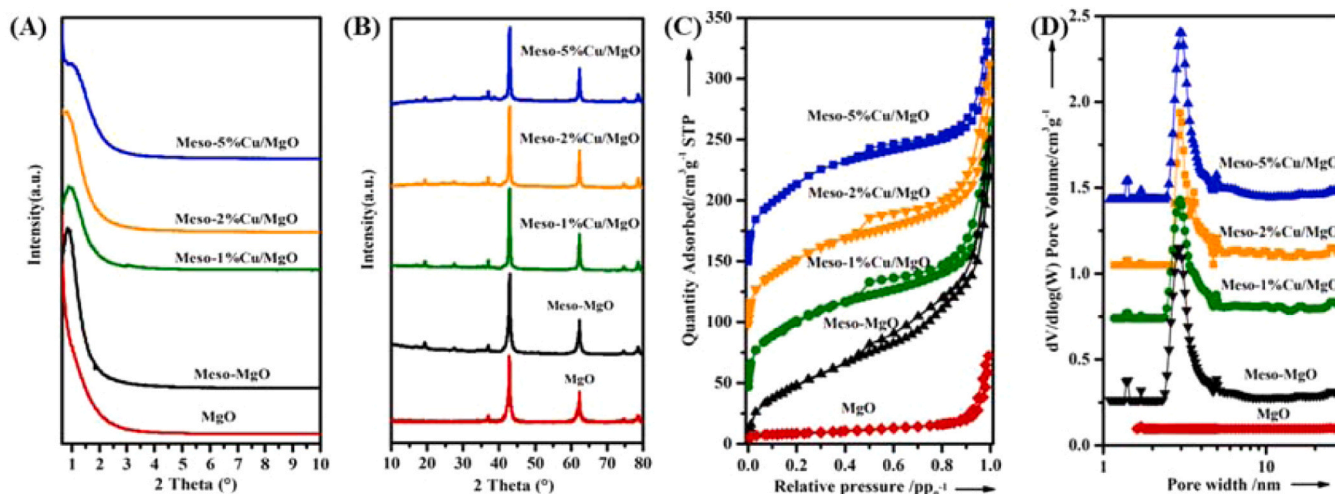 (A)
Intensity(a.u.)
Meso-5%Cu/MgO
Meso-2%Cu/MgO
Meso-1%Cu/MgO
Meso-MgO
MgO
1 2 3 4 5 6 7 8 9 10
2 Theta (°)
(B)
Intensity(a.u.)
Meso-5%Cu/MgO
Meso-2%Cu/MgO
Meso-1%Cu/MgO
Meso-MgO
MgO
10 20 30 40 50 60 70 80
2 Theta (°)
(C)
Quantity Adsorbed/cm³g⁻¹ STP
350
300
250
200
150
100
50
0
Meso-5%Cu/MgO
Meso-2%Cu/MgO
Meso-1%Cu/MgO
Meso-MgO
MgO
0.0 0.2 0.4 0.6 0.8 1.0
Relative pressure /pp₀⁻¹
(D)
dV/dlog(W) Pore Volume/cm³g⁻¹
2.5
2.0
1.5
1.0
0.5
0.0
Meso-5%Cu/MgO
Meso-2%Cu/MgO
Meso-1%Cu/MgO
Meso-MgO
MgO
1 10
Pore width /nm